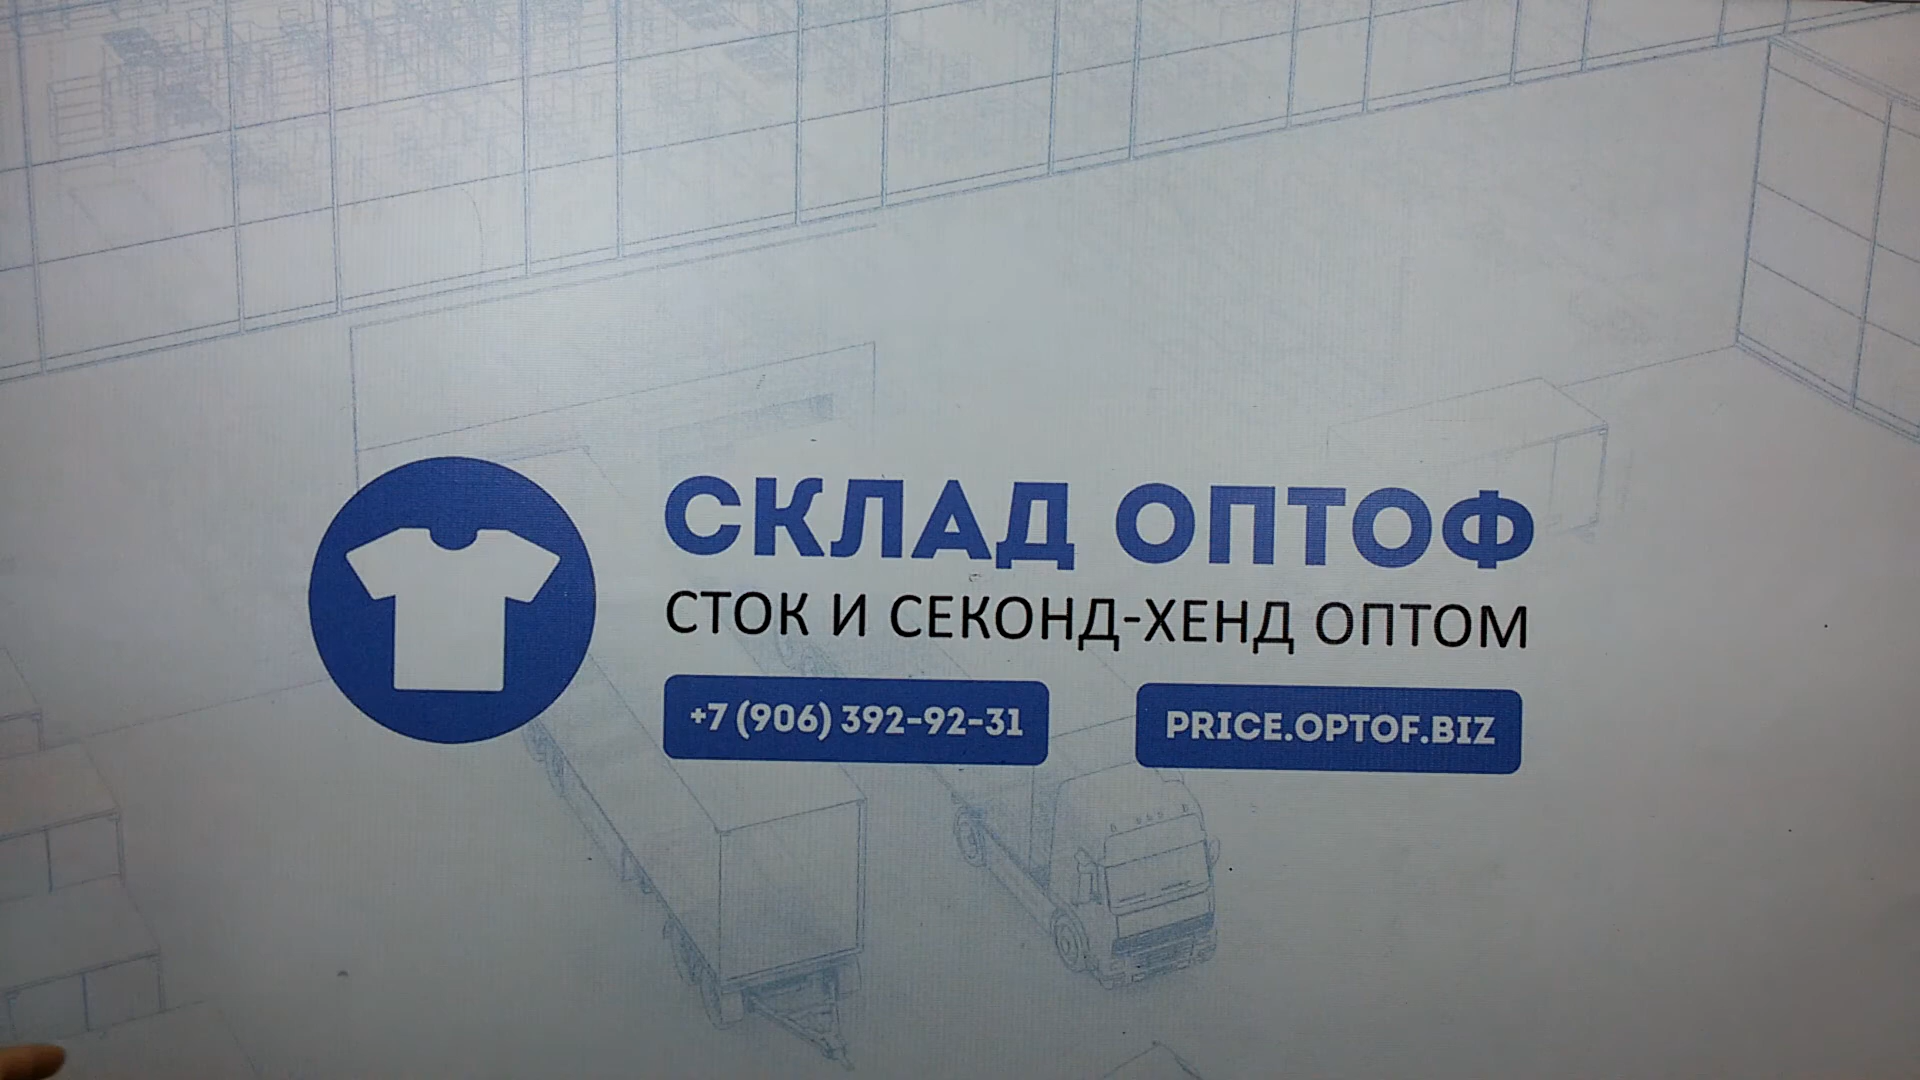 СКЛАД ОПТОФ
СТОК И СЕКОНД-ХЕНД ОПТОМ
+7 (906) 392-92-31
PRICE.OPTOF.BIZ